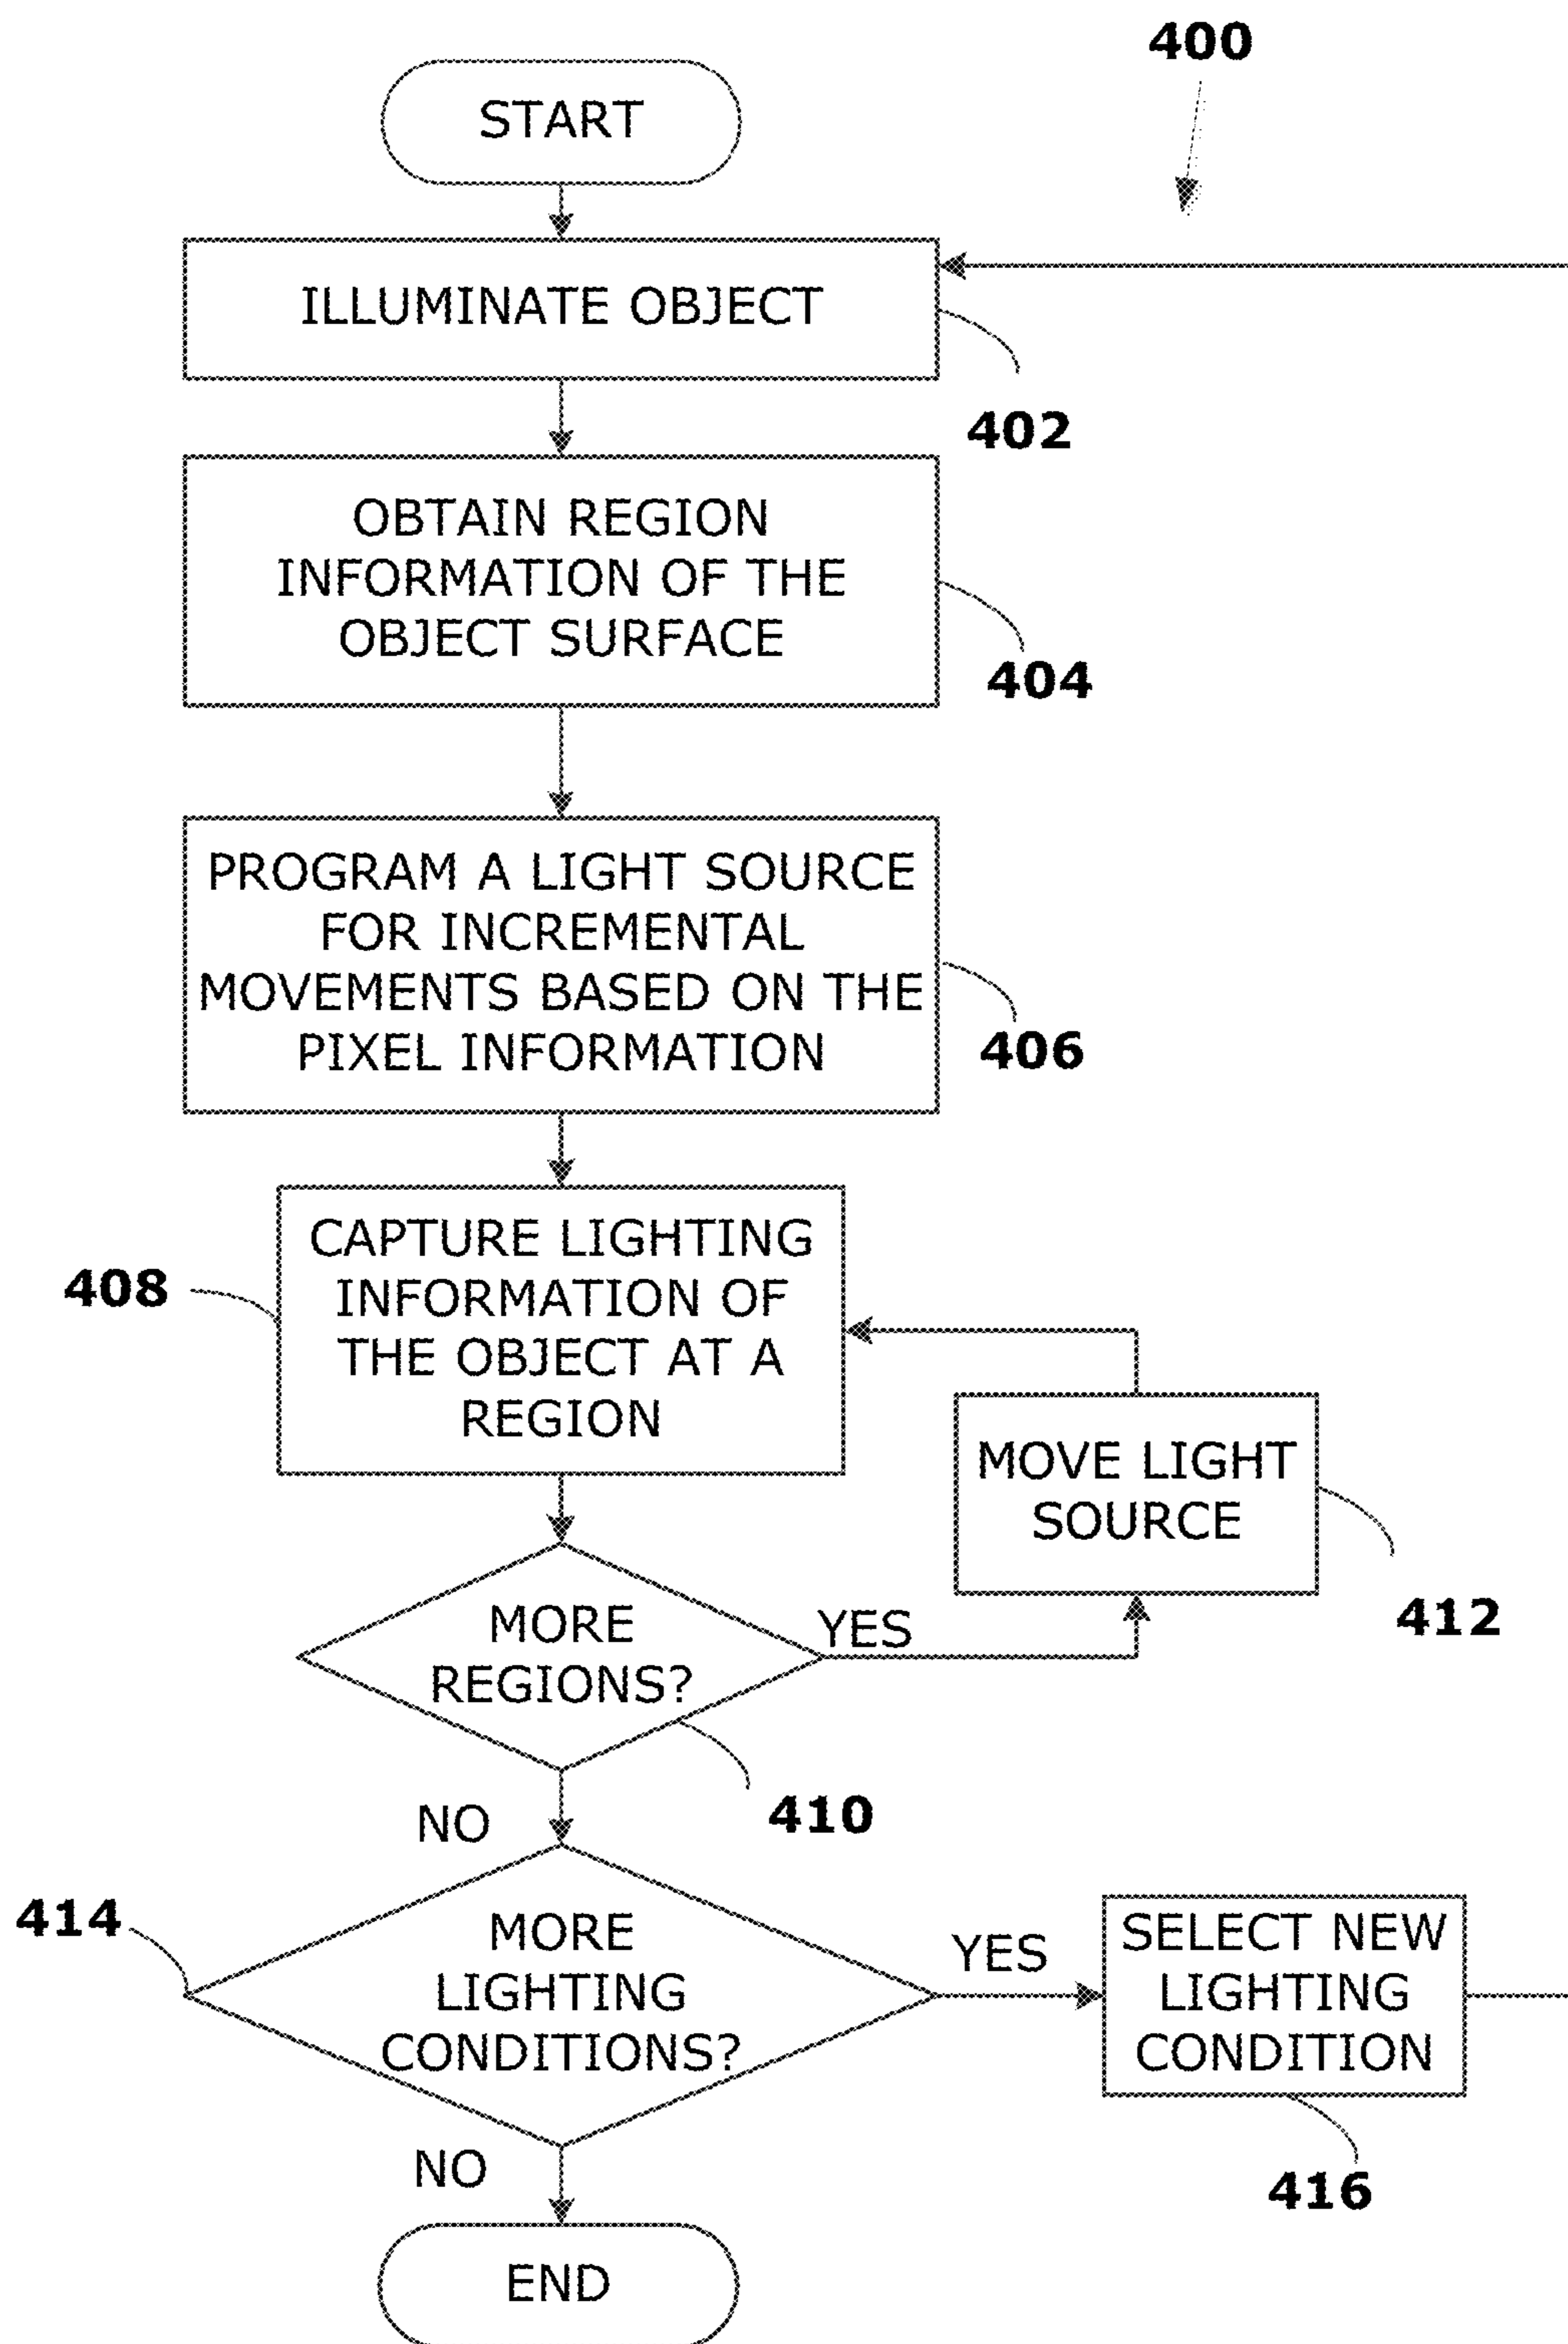 400
START
ILLUMINATE OBJECT
402
OBTAIN REGION
INFORMATION OF THE
OBJECT SURFACE
404
PROGRAM A LIGHT SOURCE
FOR INCREMENTAL
MOVEMENTS BASED ON THE
PIXEL INFORMATION
406
CAPTURE LIGHTING
INFORMATION OF
THE OBJECT AT A
REGION
408
MOVE LIGHT
SOURCE
412
MORE
REGIONS?
YES
410
NO
414
MORE
LIGHTING
CONDITIONS?
YES
SELECT NEW
LIGHTING
CONDITION
416
NO
END